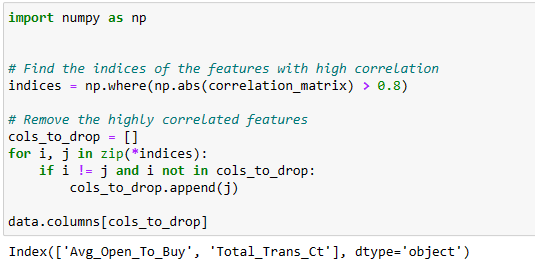 import numpy as np
# Find the indices of the features with high correlation
indices = np.where(np.abs(correlation_matrix) > 0.8)
# Remove the highly correlated features
cols_to_drop = []
for i, j in zip(*indices):
    if i != j and i not in cols_to_drop:
        cols_to_drop.append(j)
data.columns[cols_to_drop]
Index(['Avg_Open_To_Buy', 'Total_Trans_Ct'], dtype='object')